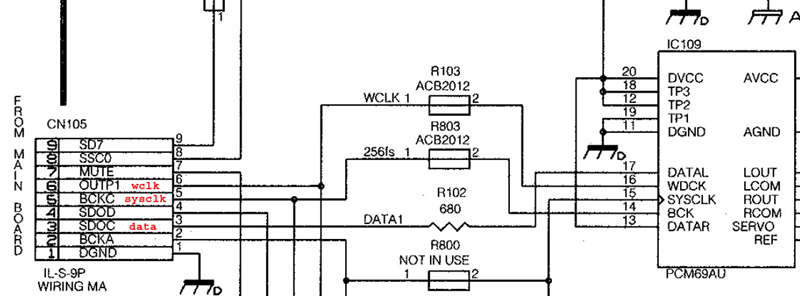 1
D
A
FROM MAIN BOARD
CN105
9 SD7 9
8 SSC0 8
7 MUTE 7
6 OUTP1 wclk 6
5 BCKC sysclk 5
4 SDOD 4
3 SDOC data 3
2 BCKA 2
1 DGND 1
IL-S-9P
WIRING MA
D
R103
ACB2012
WCLK 1 2
R803
ACB2012
256fs 1 2
R102
DATA1 680
R800
NOT IN USE
1 2
IC109
20 DVCC AVCC
18 TP3
12 TP2
19 TP1
11 DGND AGND
D
17 DATAL LOUT
16 WDCK LCOM
15 SYSCLK ROUT
14 BCK RCOM
13 DATAR SERVO
REF
PCM69AU